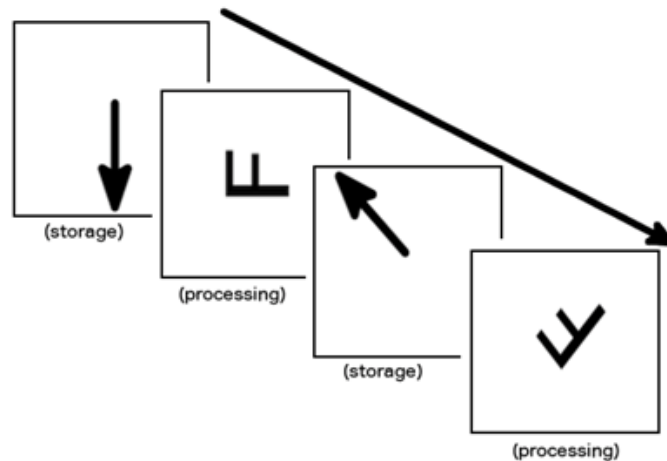 (storage)
F
(processing)
(storage)
F
(processing)